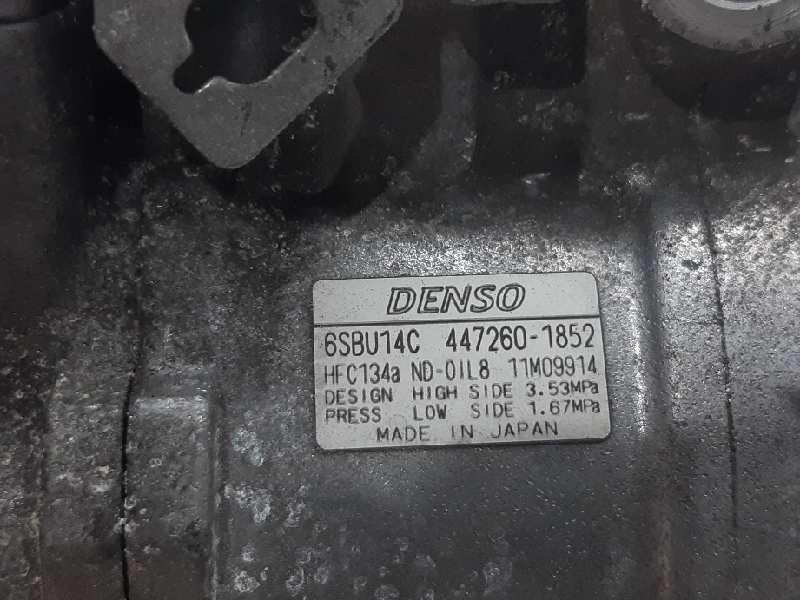 DENSO
6SBU14C 447260-1852
HFC134a ND-OIL8 11M09914
DESIGN HIGH SIDE 3.53MPa
PRESS LOW SIDE 1.67MPa
MADE IN JAPAN